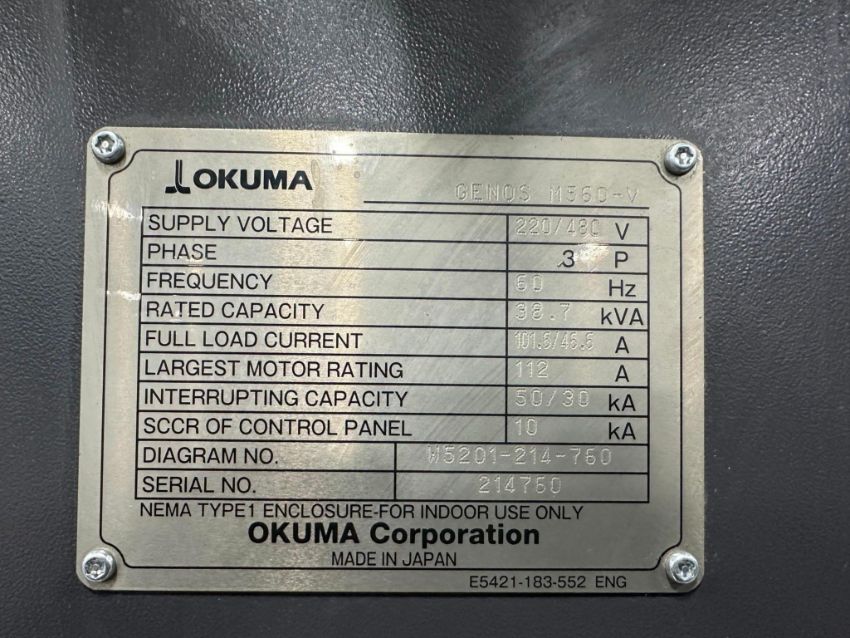 OKUMA GENOS M560-V
SUPPLY VOLTAGE 220/480 V
PHASE 3 P
FREQUENCY 60 Hz
RATED CAPACITY 38.7 kVA
FULL LOAD CURRENT 101.5/46.5 A
LARGEST MOTOR RATING 112 A
INTERRUPTING CAPACITY 50/30 kA
SCCR OF CONTROL PANEL 10 kA
DIAGRAM NO. M5201-214-760
SERIAL NO. 214760
NEMA TYPE1 ENCLOSURE-FOR INDOOR USE ONLY
OKUMA Corporation
MADE IN JAPAN
E5421-183-552 ENG